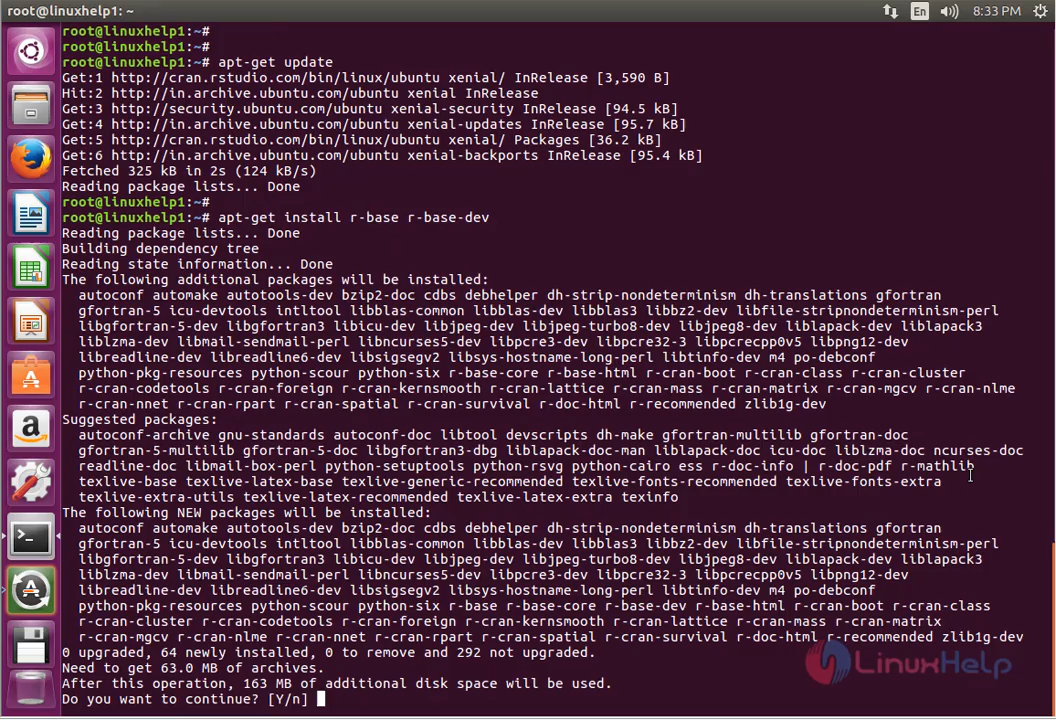 root@linuxhelp1: ~
En 8:33 PM
root@linuxhelp1:~#
root@linuxhelp1:~#
root@linuxhelp1:~# apt-get update
Get:1 http://cran.rstudio.com/bin/linux/ubuntu xenial/ InRelease [3,590 B]
Hit:2 http://in.archive.ubuntu.com/ubuntu xenial InRelease
Get:3 http://security.ubuntu.com/ubuntu xenial-security InRelease [94.5 kB]
Get:4 http://in.archive.ubuntu.com/ubuntu xenial-updates InRelease [95.7 kB]
Get:5 http://cran.rstudio.com/bin/linux/ubuntu xenial/ Packages [36.2 kB]
Get:6 http://in.archive.ubuntu.com/ubuntu xenial-backports InRelease [95.4 kB]
Fetched 325 kB in 2s (124 kB/s)
Reading package lists... Done
root@linuxhelp1:~#
root@linuxhelp1:~# apt-get install r-base r-base-dev
Reading package lists... Done
Building dependency tree
Reading state information... Done
The following additional packages will be installed:
autoconf automake autotools-dev bzip2-doc cdbs debhelper dh-strip-nondeterminism dh-translations gfortran
gfortran-5 icu-devtools intltool libblas-common libblas-dev libblas3 libbz2-dev libfile-stripnondeterminism-perl
libgfortran-5-dev libgfortran3 libicu-dev libjpeg-dev libjpeg-turbo8-dev libjpeg8-dev liblapack-dev liblapack3
liblzma-dev libmail-sendmail-perl libncurses5-dev libpcre3-dev libpcre32-3 libpcrecpp0v5 libpng12-dev
libreadline-dev libreadline6-dev libsigsegv2 libsys-hostname-long-perl libtinfo-dev m4 po-debconf
python-pkg-resources python-scour python-six r-base-core r-base-html r-cran-boot r-cran-class r-cran-cluster
r-cran-codetools r-cran-foreign r-cran-kernsmooth r-cran-lattice r-cran-mass r-cran-matrix r-cran-mgcv r-cran-nlme
r-cran-nnet r-cran-rpart r-cran-spatial r-cran-survival r-doc-html r-recommended zlib1g-dev
Suggested packages:
autoconf-archive gnu-standards autoconf-doc libtool devscripts dh-make gfortran-multilib gfortran-doc
gfortran-5-multilib gfortran-5-doc libgfortran3-dbg liblapack-doc-man liblapack-doc icu-doc liblzma-doc ncurses-doc
readline-doc libmail-box-perl python-setuptools python-rsvg python-cairo ess r-doc-info | r-doc-pdf r-mathlib
texlive-base texlive-latex-base texlive-generic-recommended texlive-fonts-recommended texlive-fonts-extra
texlive-extra-utils texlive-latex-recommended texlive-latex-extra texinfo
The following NEW packages will be installed:
autoconf automake autotools-dev bzip2-doc cdbs debhelper dh-strip-nondeterminism dh-translations gfortran
gfortran-5 icu-devtools intltool libblas-common libblas-dev libblas3 libbz2-dev libfile-stripnondeterminism-perl
libgfortran-5-dev libgfortran3 libicu-dev libjpeg-dev libjpeg-turbo8-dev libjpeg8-dev liblapack-dev liblapack3
liblzma-dev libmail-sendmail-perl libncurses5-dev libpcre3-dev libpcre32-3 libpcrecpp0v5 libpng12-dev
libreadline-dev libreadline6-dev libsigsegv2 libsys-hostname-long-perl libtinfo-dev m4 po-debconf
python-pkg-resources python-scour python-six r-base r-base-core r-base-dev r-base-html r-cran-boot r-cran-class
r-cran-cluster r-cran-codetools r-cran-foreign r-cran-kernsmooth r-cran-lattice r-cran-mass r-cran-matrix
r-cran-mgcv r-cran-nlme r-cran-nnet r-cran-rpart r-cran-spatial r-cran-survival r-doc-html r-recommended zlib1g-dev
0 upgraded, 64 newly installed, 0 to remove and 292 not upgraded.
Need to get 63.0 MB of archives.
After this operation, 163 MB of additional disk space will be used.
Do you want to continue? [Y/n]
LinuxHelp